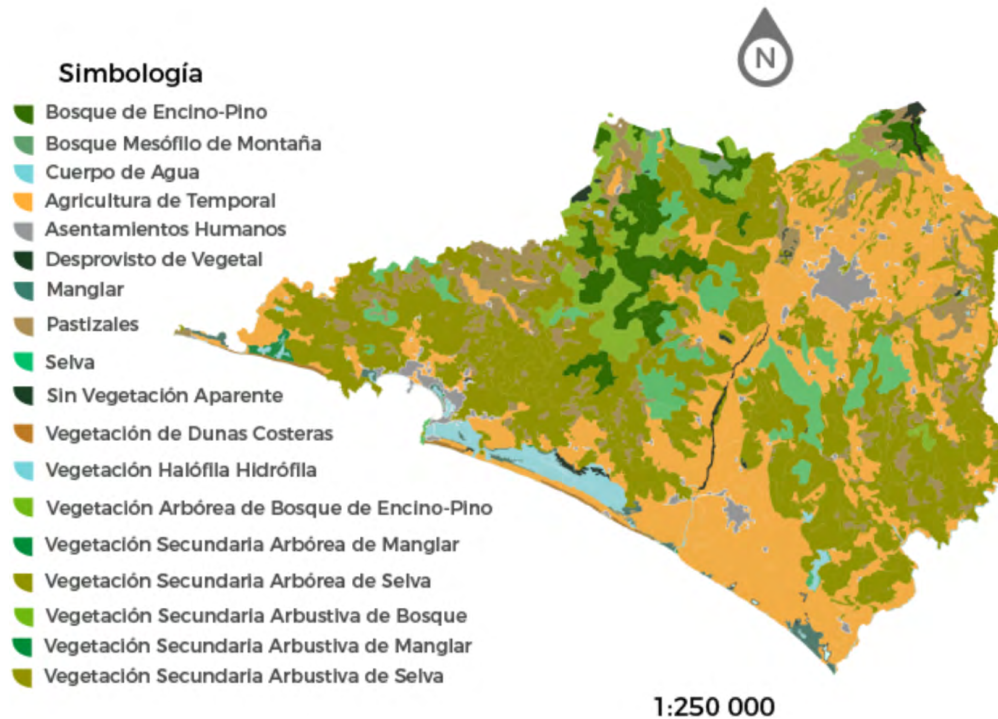 N
Simbología
Bosque de Encino-Pino
Bosque Mesófilo de Montaña
Cuerpo de Agua
Agricultura de Temporal
Asentamientos Humanos
Desprovisto de Vegetal
Manglar
Pastizales
Selva
Sin Vegetación Aparente
Vegetación de Dunas Costeras
Vegetación Halófila Hidrófila
Vegetación Arbórea de Bosque de Encino-Pino
Vegetación Secundaria Arbórea de Manglar
Vegetación Secundaria Arbórea de Selva
Vegetación Secundaria Arbustiva de Bosque
Vegetación Secundaria Arbustiva de Manglar
Vegetación Secundaria Arbustiva de Selva
1:250 000